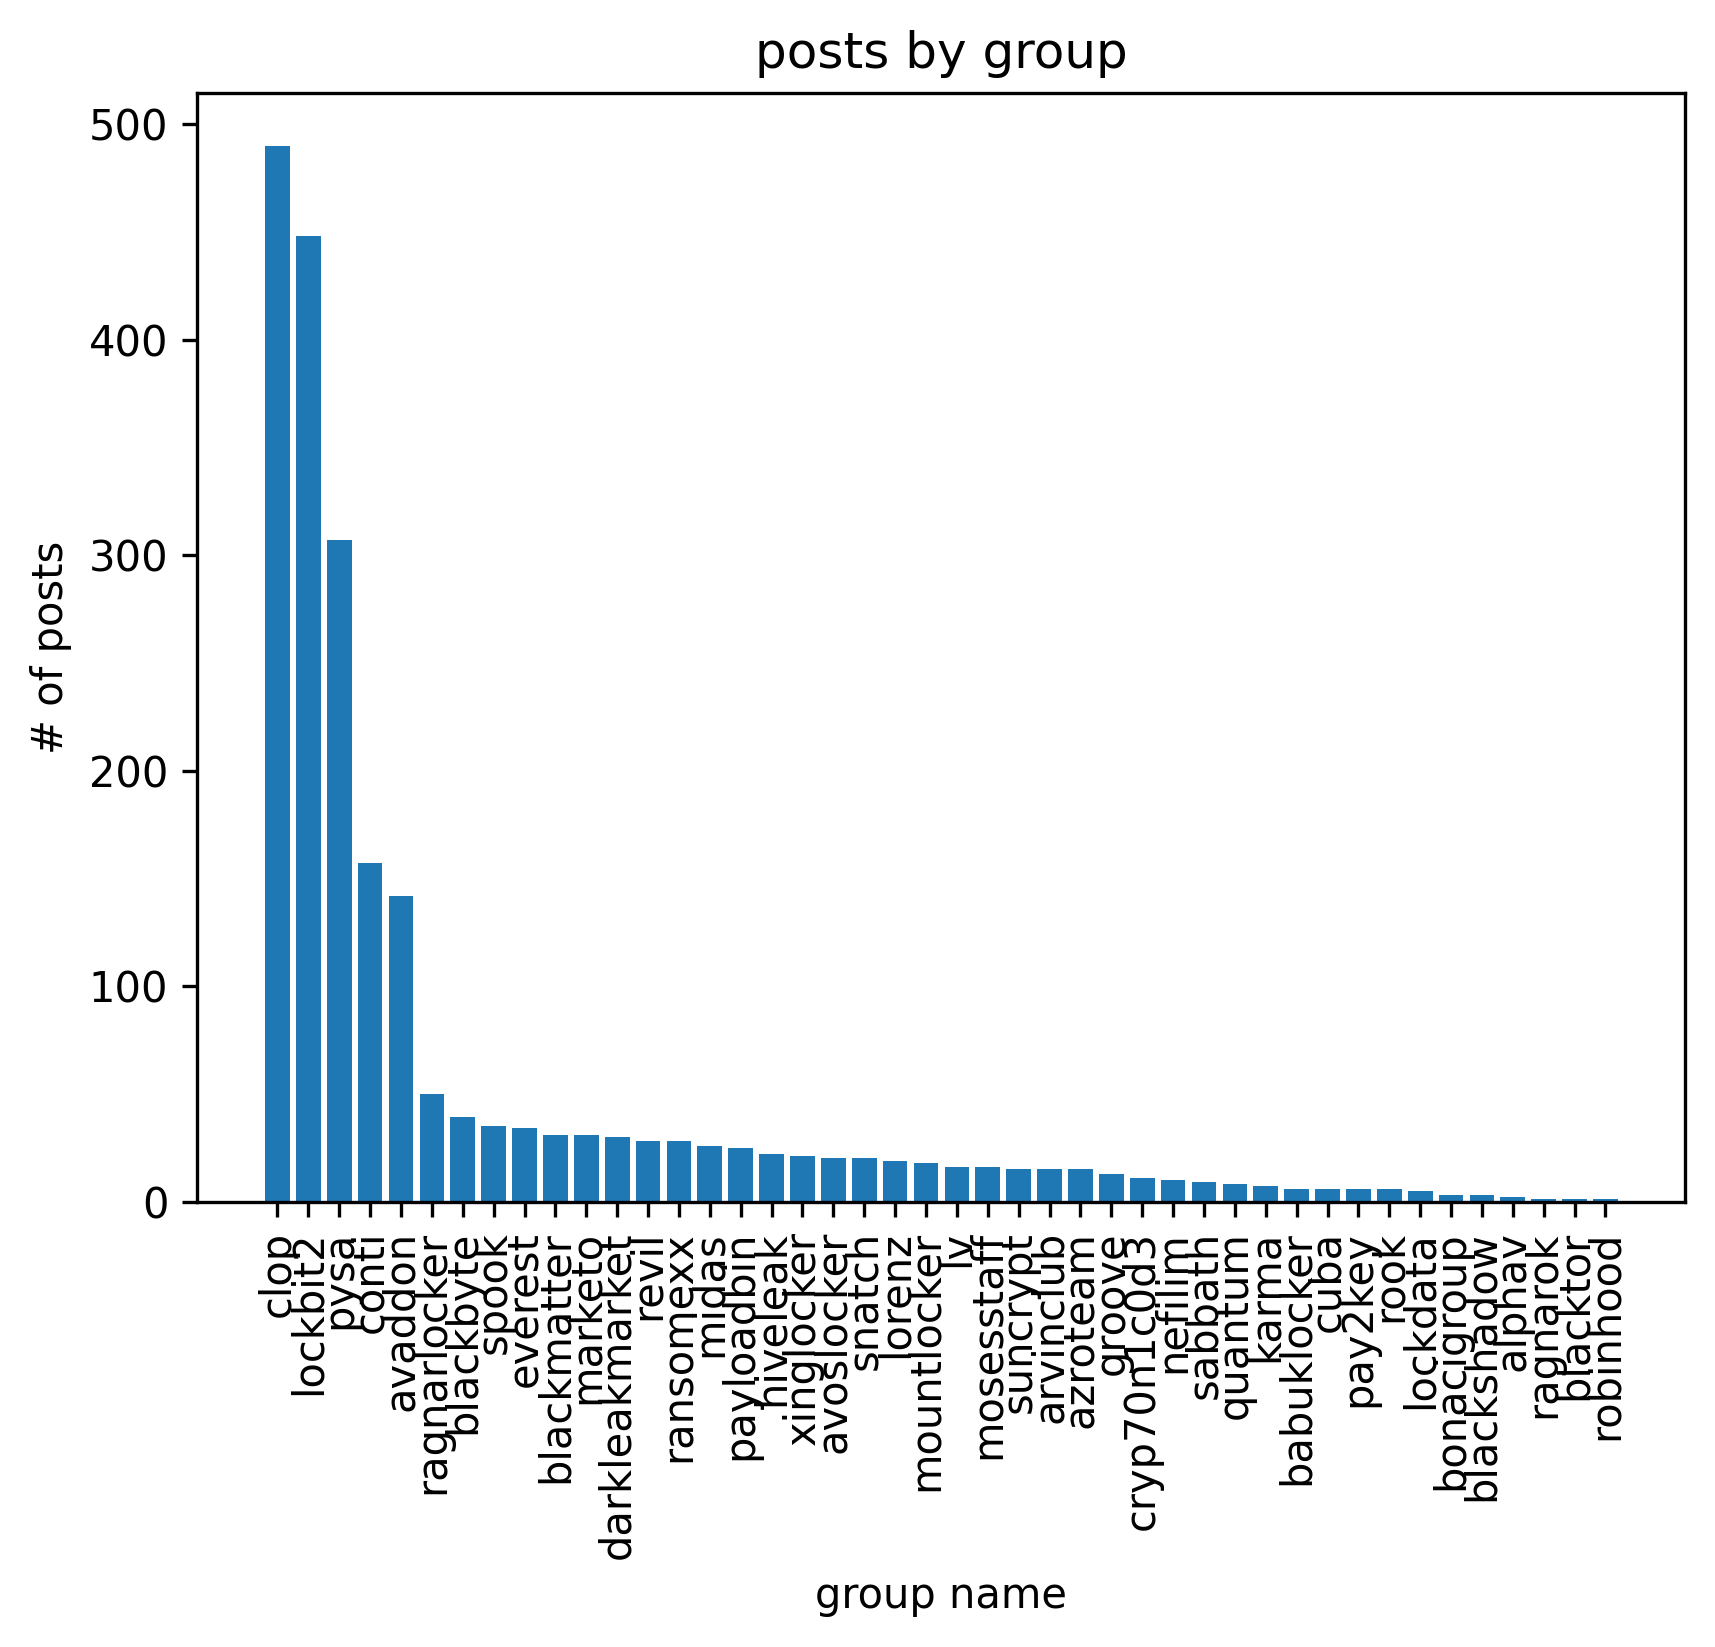 posts by group
# of posts
500
400
300
200
100
0
clop
lockbit2
pysa
conti
avaddon
ragnarlocker
blackbyte
spook
everest
blackmatter
marketo
darkleakmarket
revil
ransomexx
midas
payloadbin
hiveleak
xinglocker
avoslocker
snatch
lorenz
mountlocker
lv
mosesstaff
suncrypt
arvinclub
azroteam
groove
cryp70n1c0d3
nefilim
sabbath
quantum
karma
babuklocker
cuba
pay2key
rook
lockdata
bonacigroup
blackshadow
alphav
ragnarok
blacktor
robinhood
group name